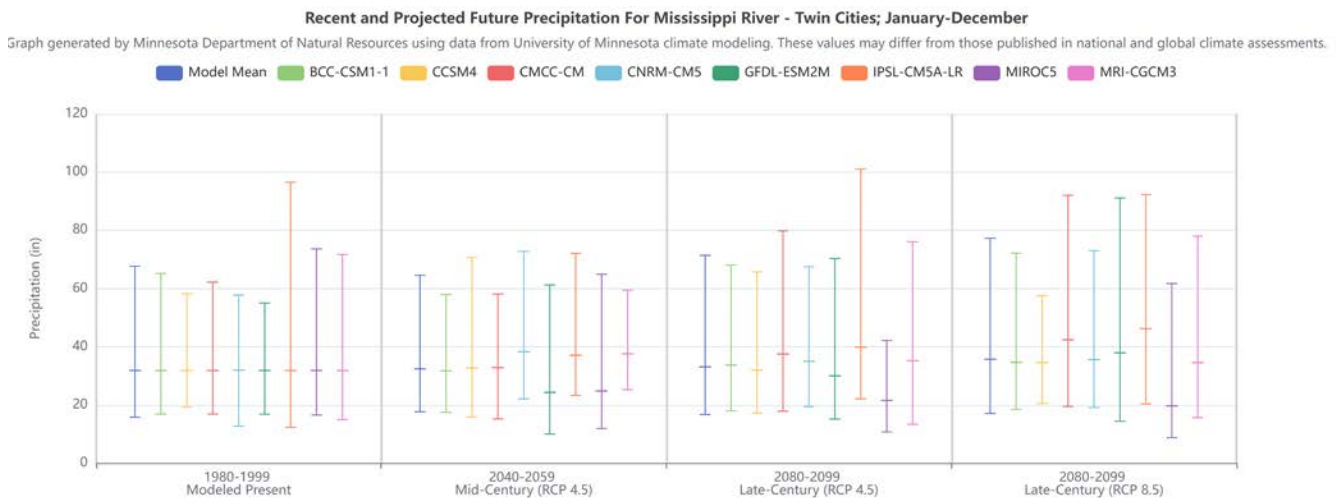 Recent and Projected Future Precipitation For Mississippi River - Twin Cities; January-December
Graph generated by Minnesota Department of Natural Resources using data from University of Minnesota climate modeling. These values may differ from those published in national and global climate assessments.
Model Mean BCC-CSM1-1 CCSM4 CMCC-CM CNRM-CM5 GFDL-ESM2M IPSL-CM5A-LR MIROC5 MRI-CGCM3
Precipitation (in)
120
100
80
60
40
20
0
1980-1999 2040-2059 2080-2099 2080-2099
Modeled Present Mid-Century (RCP 4.5) Late-Century (RCP 4.5) Late-Century (RCP 8.5)